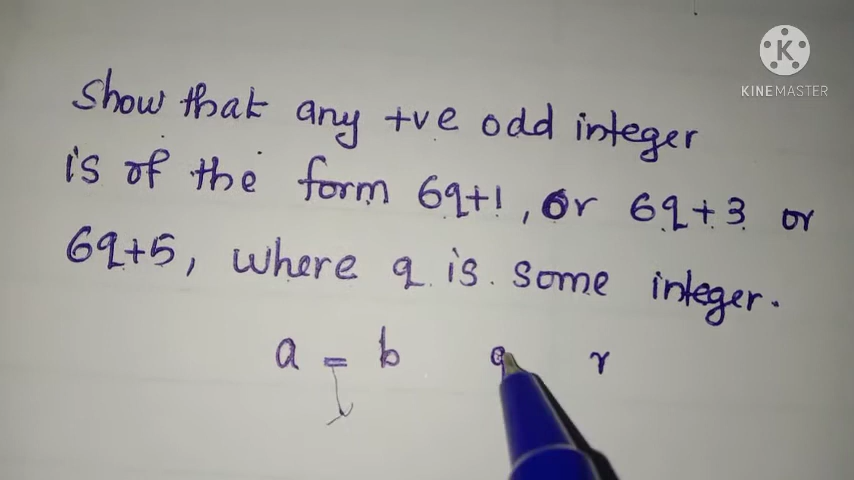 K
KINEMASTER
Show that any +ve odd integer
is of the form 6q+1, or 6q+3 or
6q+5, where q is some integer.
a = b q r